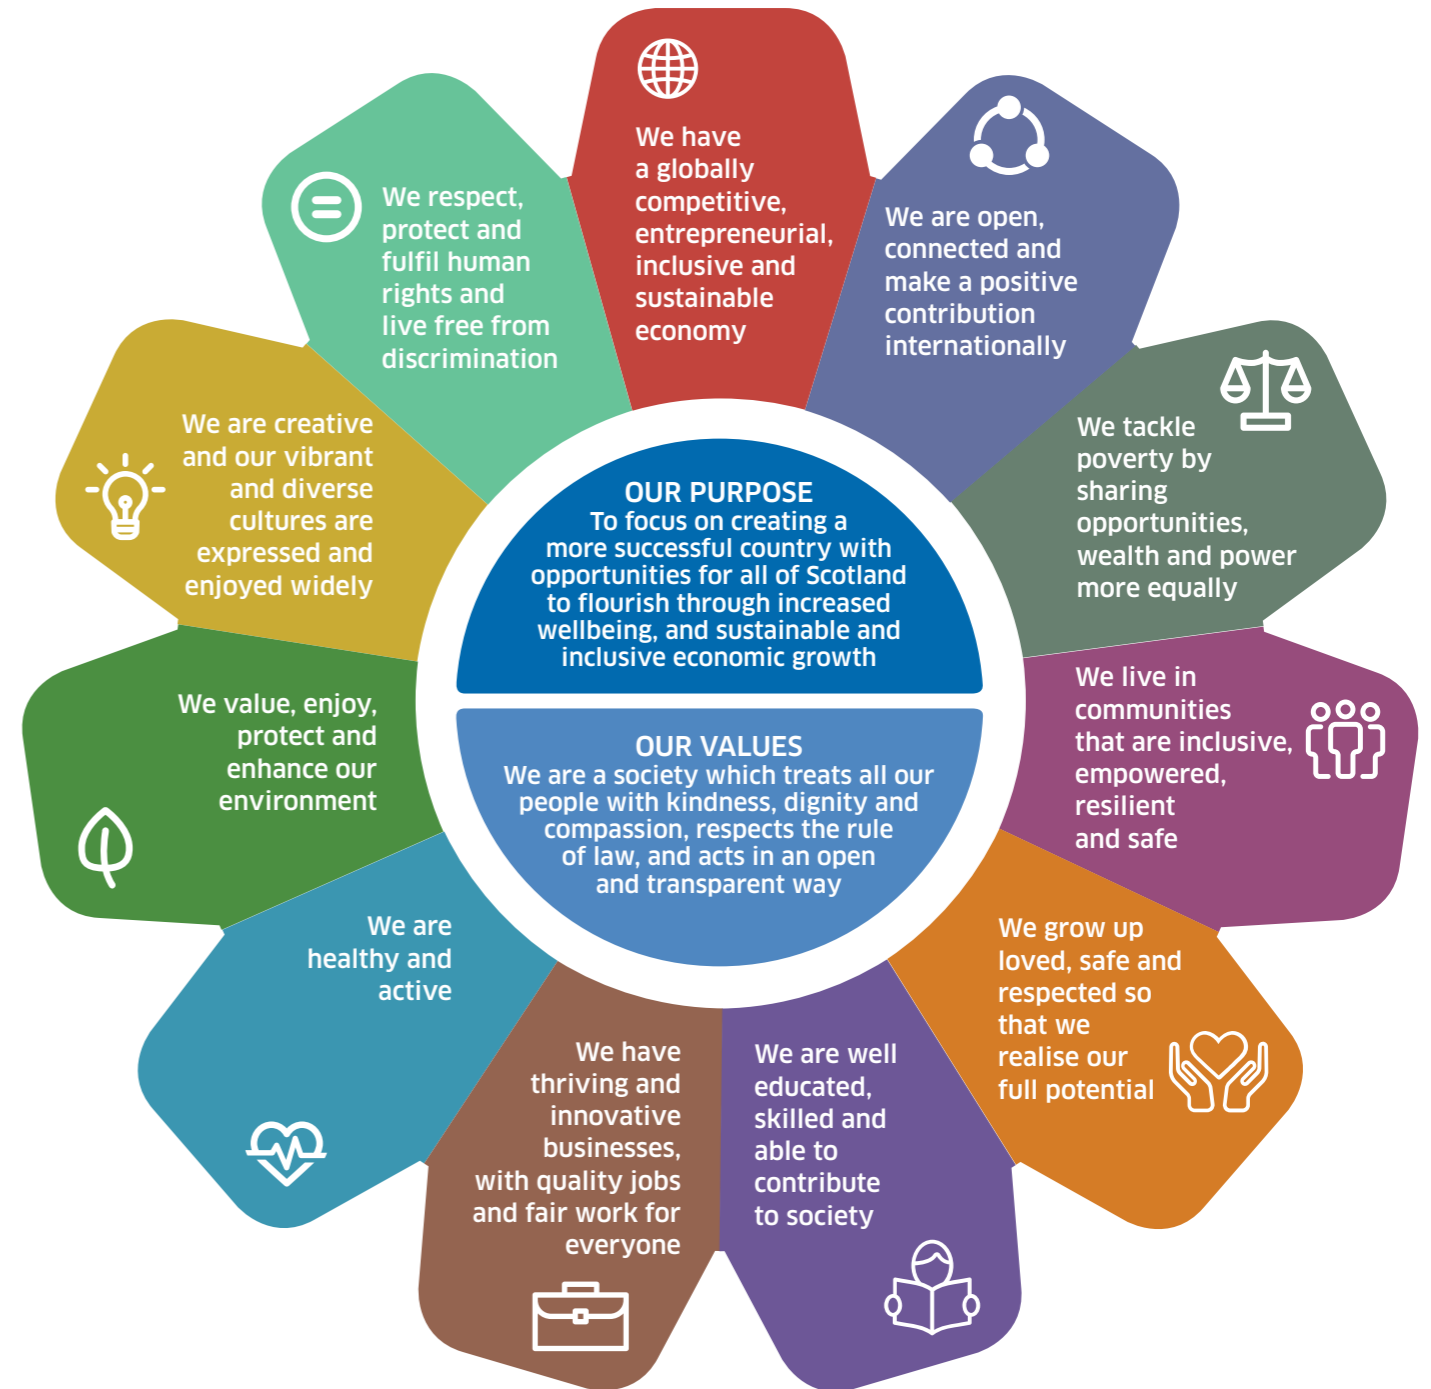 We have
a globally
competitive,
entrepreneurial,
inclusive and
sustainable
economy
We are open,
connected and
make a positive
contribution
internationally
We tackle
poverty by
sharing
opportunities,
wealth and power
more equally
We live in
communities
that are inclusive,
empowered,
resilient
and safe
We grow up
loved, safe and
respected so
that we
realise our
full potential
We are well
educated,
skilled and
able to
contribute
to society
We have
thriving and
innovative
businesses,
with quality jobs
and fair work for
everyone
We are
healthy and
active
We value, enjoy,
protect and
enhance our
environment
We are creative
and our vibrant
and diverse
cultures are
expressed and
enjoyed widely
We respect,
protect and
fulfil human
rights and
live free from
discrimination
OUR PURPOSE
To focus on creating a
more successful country with
opportunities for all of Scotland
to flourish through increased
wellbeing, and sustainable and
inclusive economic growth
OUR VALUES
We are a society which treats all our
people with kindness, dignity and
compassion, respects the rule
of law, and acts in an open
and transparent way